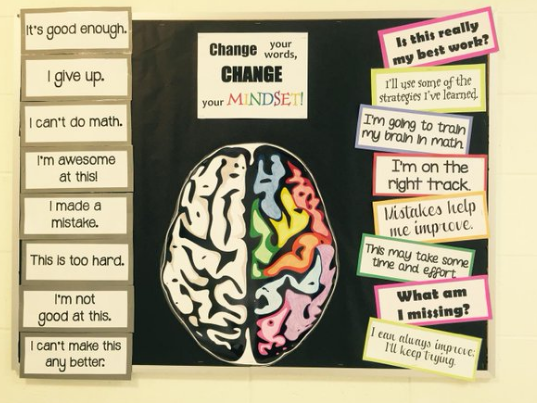 It's good enough.
I give up.
I can't do math.
I'm awesome
at this!
I made a
mistake.
This is too hard.
I'm not
good at this.
I can't make this
any better.
Change your
words,
CHANGE
your MINDSET!
Is this really
my best work?
I'll use some of the
strategies I've learned.
I'm going to train
my brain in math.
I'm on the
right track.
Mistakes help
me improve.
This may take some
time and effort.
What am
I missing?
I can always improve;
I'll keep trying.